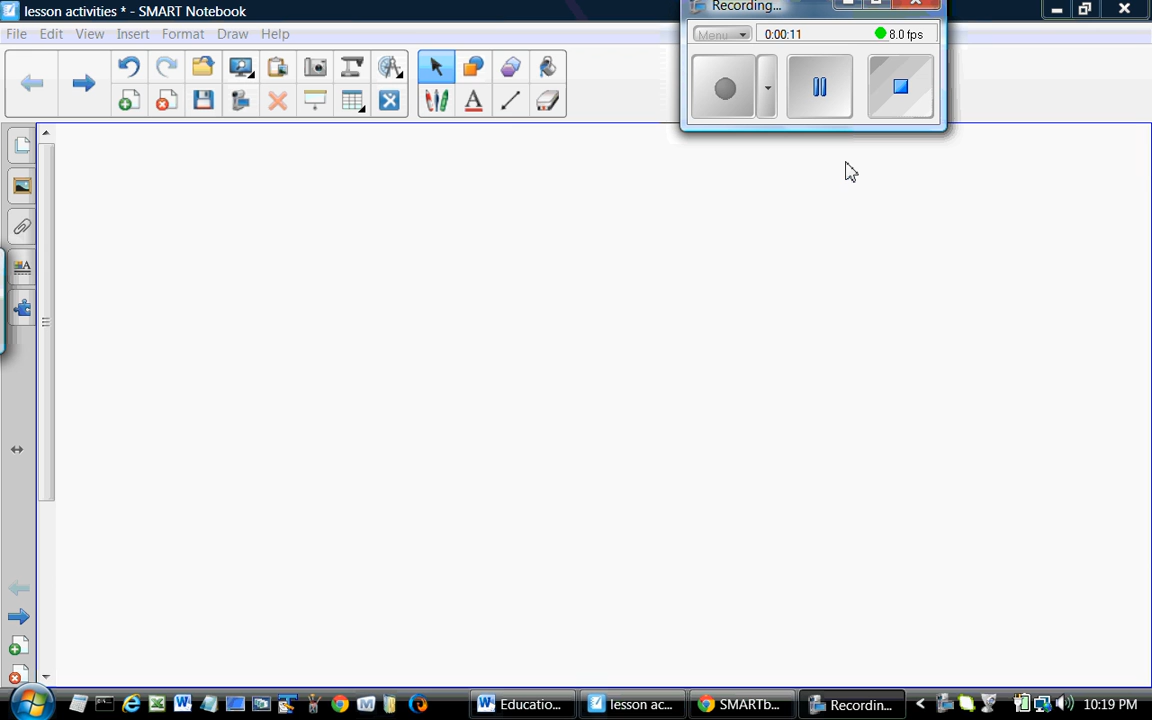 lesson activities * - SMART Notebook
Recording...
File Edit View Insert Format Draw Help
Menu 0:00:11 8.0 fps
Educatio... lesson ac... SMARTb... Recordin... 10:19 PM